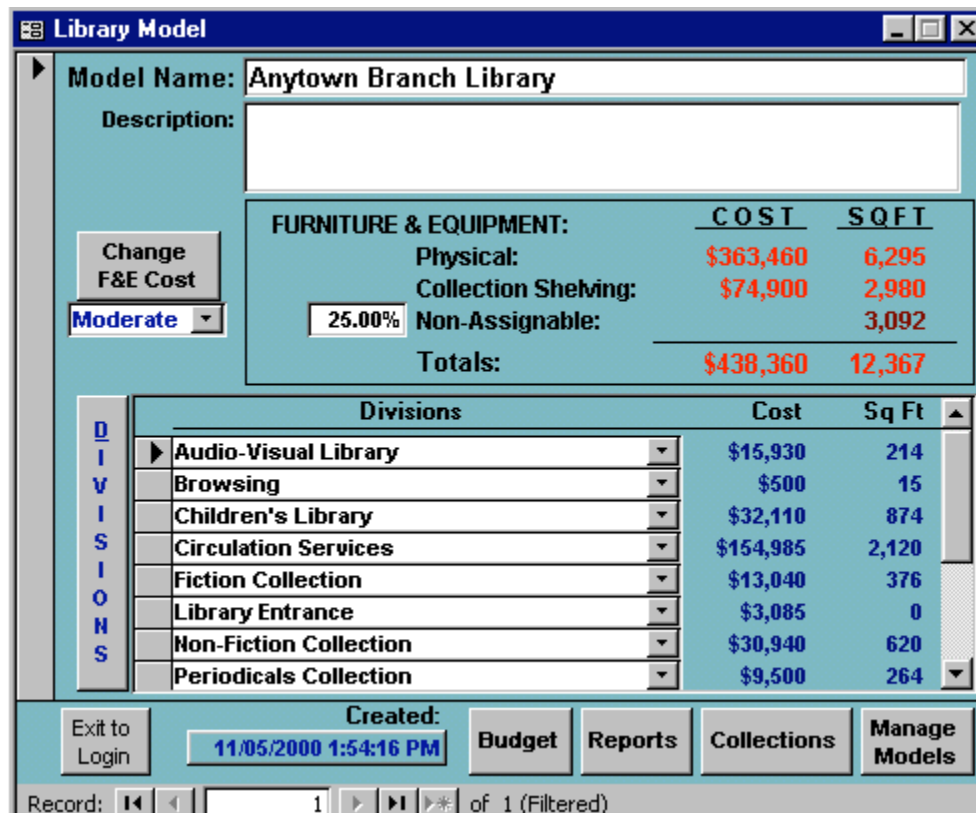 Library Model
Model Name: Anytown Branch Library
Description:
FURNITURE & EQUIPMENT: COST SQFT
Change F&E Cost
Physical: $363,460 6,295
Collection Shelving: $74,900 2,980
Moderate 25.00% Non-Assignable: 3,092
Totals: $438,360 12,367
DIVISIONS
Divisions Cost Sq Ft
Audio-Visual Library $15,930 214
Browsing $500 15
Children's Library $32,110 874
Circulation Services $154,985 2,120
Fiction Collection $13,040 376
Library Entrance $3,085 0
Non-Fiction Collection $30,940 620
Periodicals Collection $9,500 264
Exit to Login
Created:
11/05/2000 1:54:16 PM
Budget Reports Collections Manage Models
Record: 1 of 1 (Filtered)